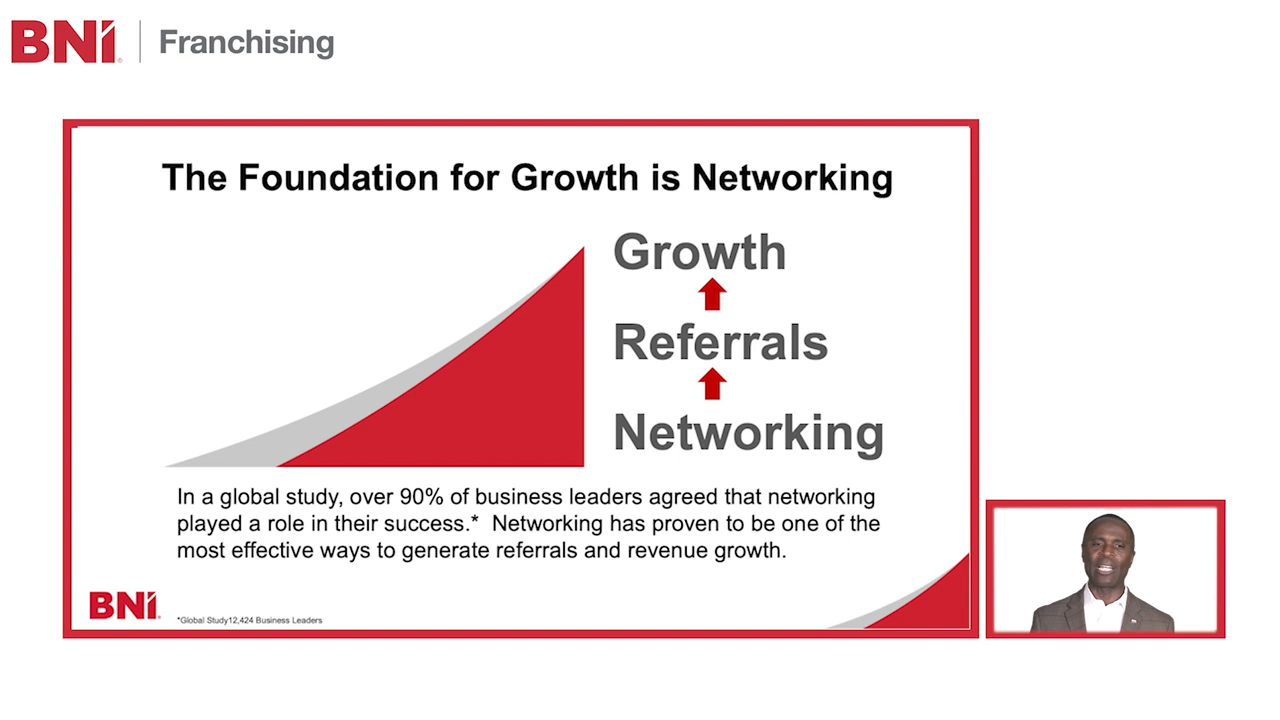 BNI® | Franchising
The Foundation for Growth is Networking
Growth
Referrals
Networking
In a global study, over 90% of business leaders agreed that networking
played a role in their success.* Networking has proven to be one of the
most effective ways to generate referrals and revenue growth.
BNI®
*Global Study12,424 Business Leaders